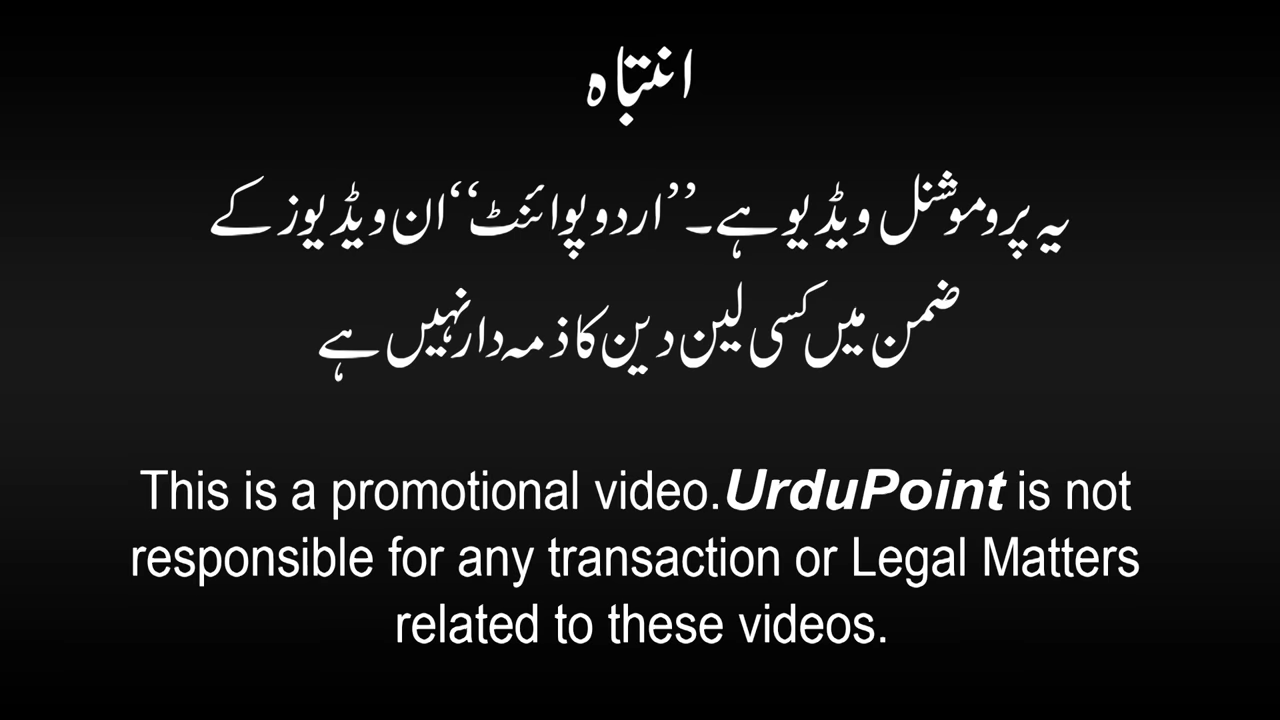 انتباہ
یہ پروموشنل ویڈیو ہے۔’’اردو پوائنٹ‘‘ان ویڈیوز کے
ضمن میں کسی لین دین کا ذمہ دار نہیں ہے
This is a promotional video.UrduPoint is not
responsible for any transaction or Legal Matters
related to these videos.